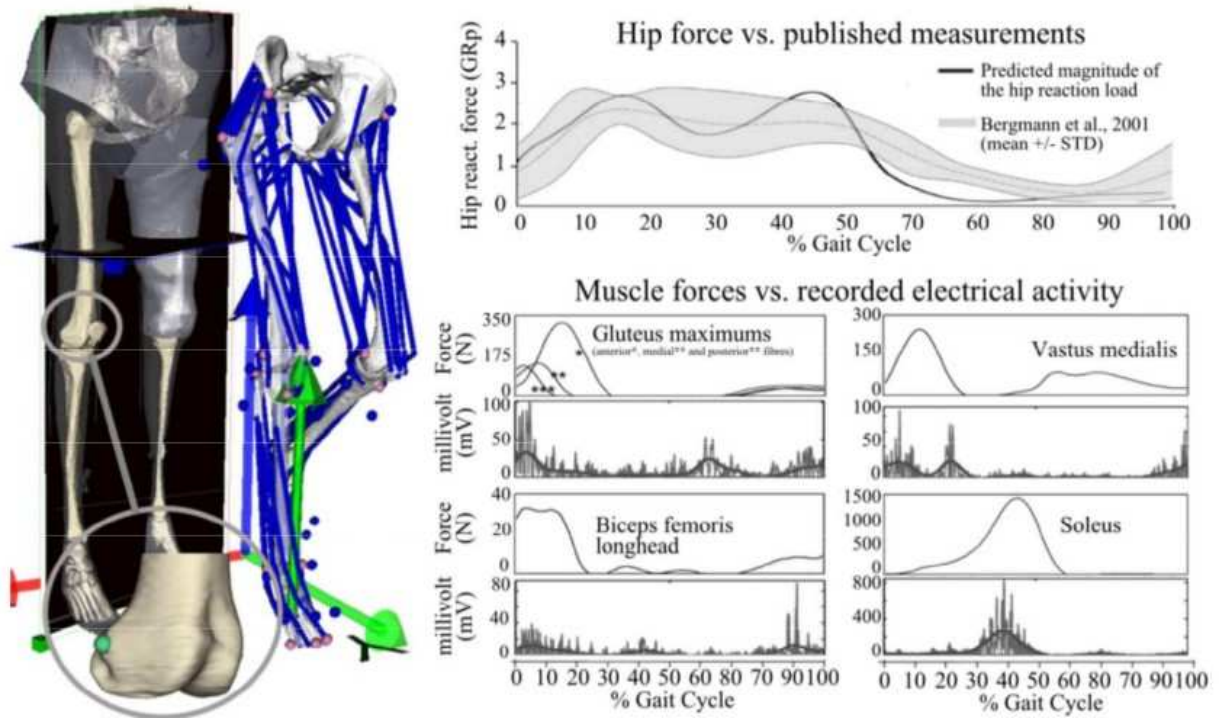 Hip force vs. published measurements
Hip react. force (GRp)
4
3
2
1
0
Predicted magnitude of
the hip reaction load
Bergmann et al., 2001
(mean +/- STD)
0 10 20 30 40 50 70 60 80 90 100
% Gait Cycle
Muscle forces vs. recorded electrical activity
Force
(N)
350
175
0
Gluteus maximums
(anterior*, medial** and posterior** fibres)
*
**
***
300
150
0
Vastus medialis
millivolt
(mV)
100
50
0
100
50
0
Force
(N)
40
20
0
Biceps femoris
longhead
1500
1000
500
0
Soleus
millivolt
(mV)
80
40
0
800
400
0
0 10 20 30 40 50 70 60 80 90 100
% Gait Cycle
0 10 20 30 40 50 70 60 80 90 100
% Gait Cycle